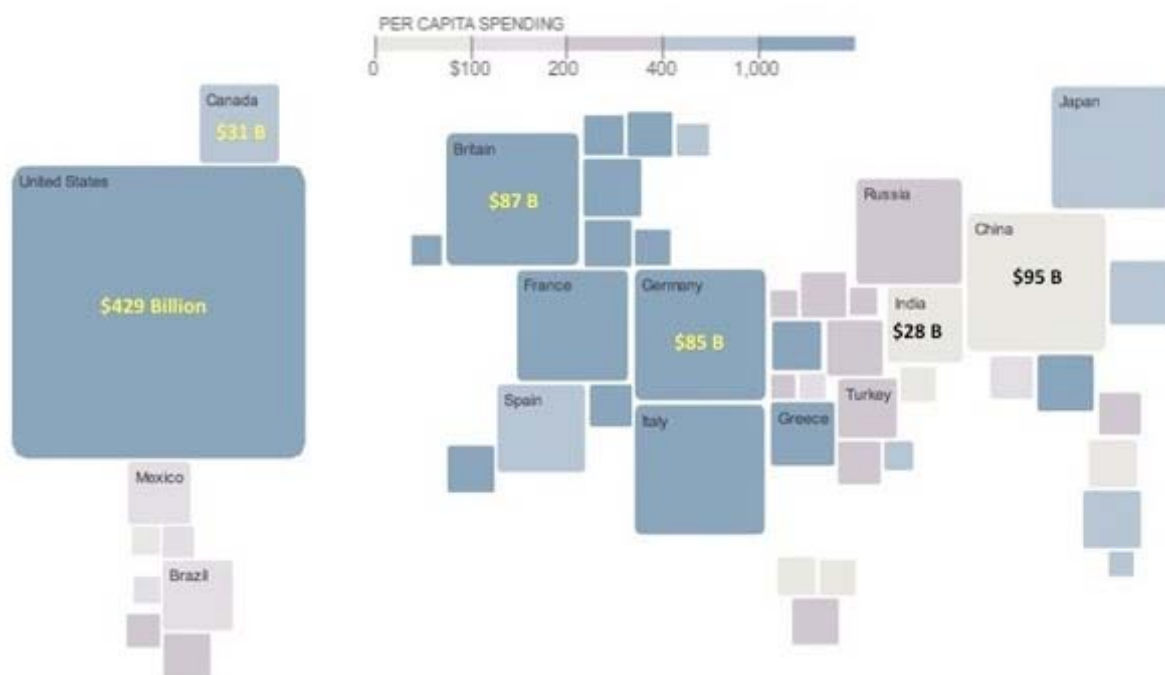 PER CAPITA SPENDING
0 $100 200 400 1,000
Canada
$31 B
United States
$429 Billion
Mexico
Brazil
Britain
$87 B
France
Germany
$85 B
Spain
Italy
Greece
Turkey
Russia
India
$28 B
China
$95 B
Japan